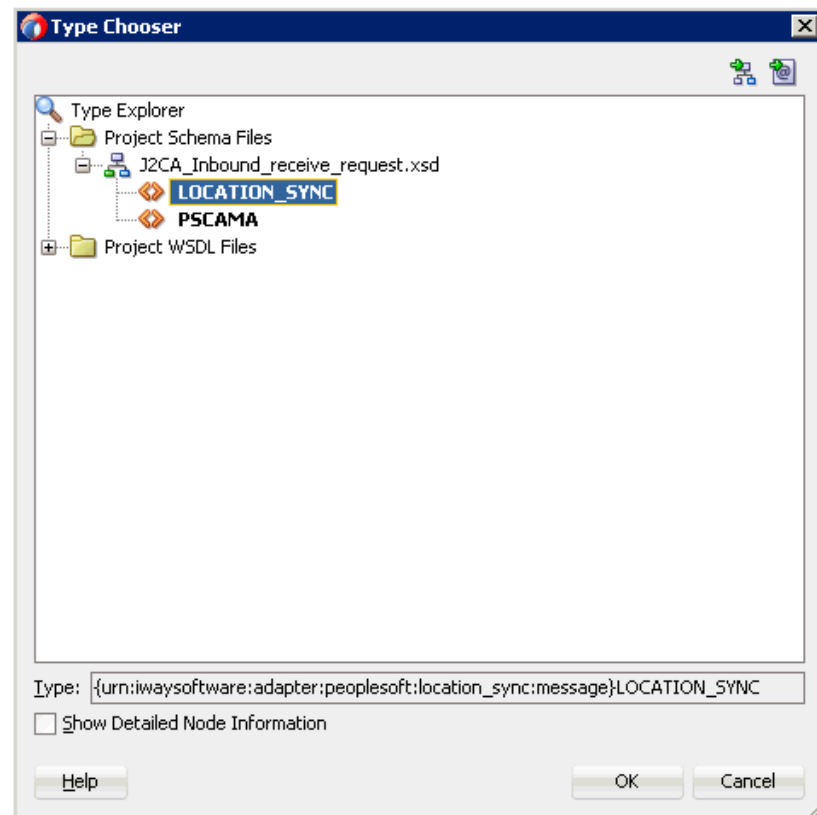 Type Chooser
Type Explorer
Project Schema Files
J2CA_Inbound_receive_request.xsd
LOCATION_SYNC
PSCAMA
Project WSDL Files
Type: {urn:iwaysoftware:adapter:peoplesoft:location_sync:message}LOCATION_SYNC
Show Detailed Node Information
Help OK Cancel